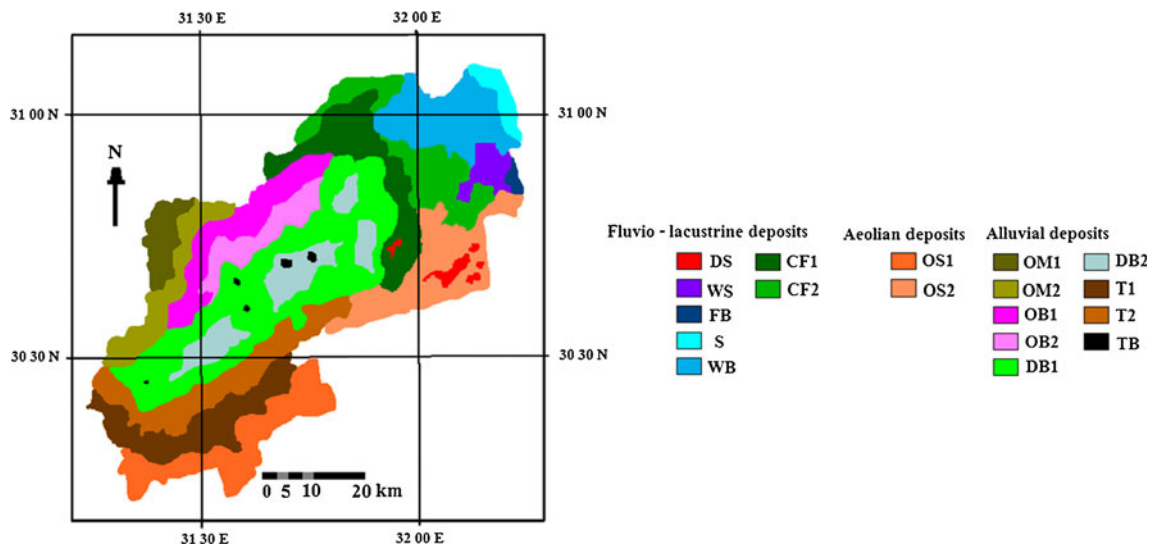 31 30 E
32 00 E
31 00 N
31 00 N
N
30 30 N
30 30 N
0 5 10 20 km
31 30 E
32 00 E
Fluvio - lacustrine deposits
DS
CF1
WS
CF2
FB
S
WB
Aeolian deposits
OS1
OS2
Alluvial deposits
OM1
DB2
OM2
T1
OB1
T2
OB2
TB
DB1